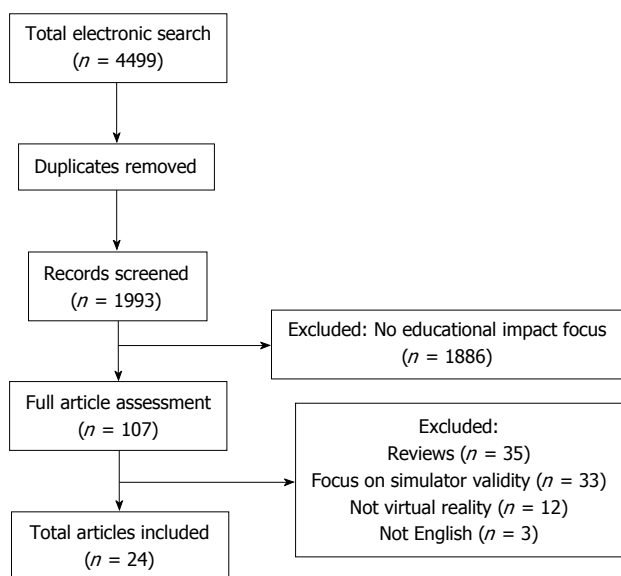 Total electronic search
(n = 4499)
Duplicates removed
Records screened
(n = 1993)
Excluded: No educational impact focus
(n = 1886)
Full article assessment
(n = 107)
Excluded:
Reviews (n = 35)
Focus on simulator validity (n = 33)
Not virtual reality (n = 12)
Not English (n = 3)
Total articles included
(n = 24)